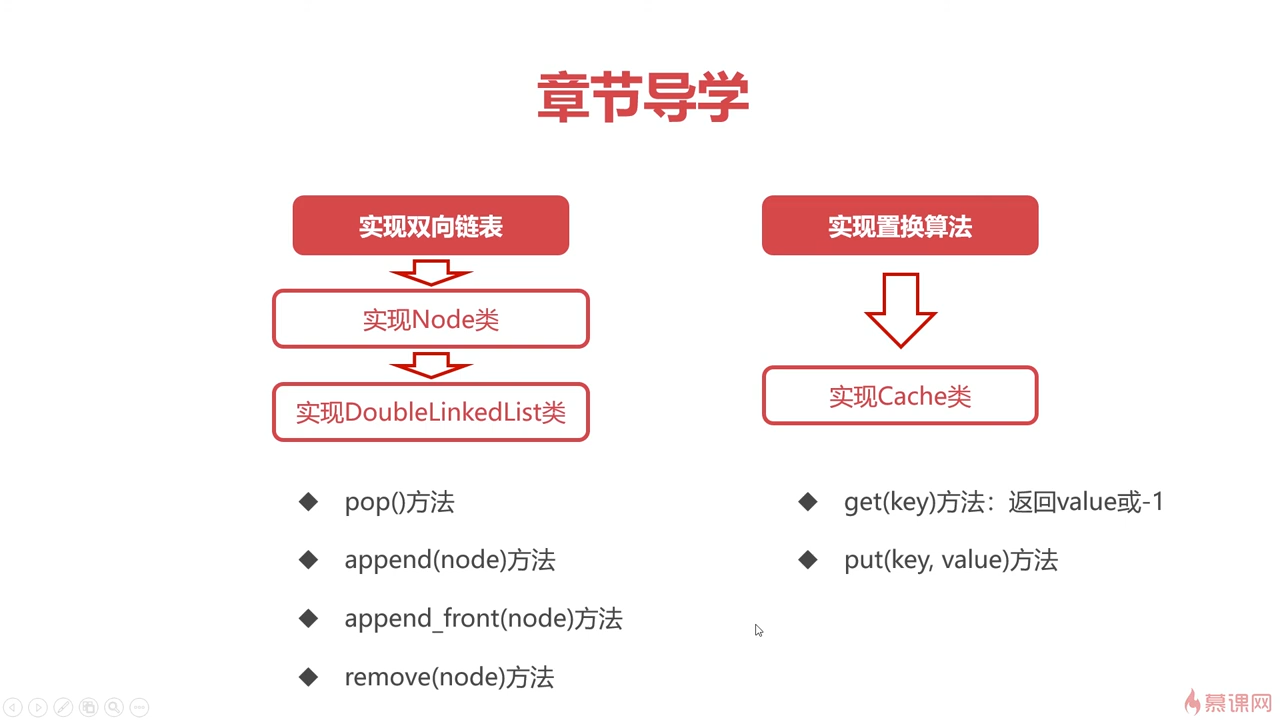 章节导学
实现双向链表
实现Node类
实现DoubleLinkedList类
pop()方法
append(node)方法
append_front(node)方法
remove(node)方法
实现置换算法
实现Cache类
get(key)方法：返回value或-1
put(key, value)方法
慕课网